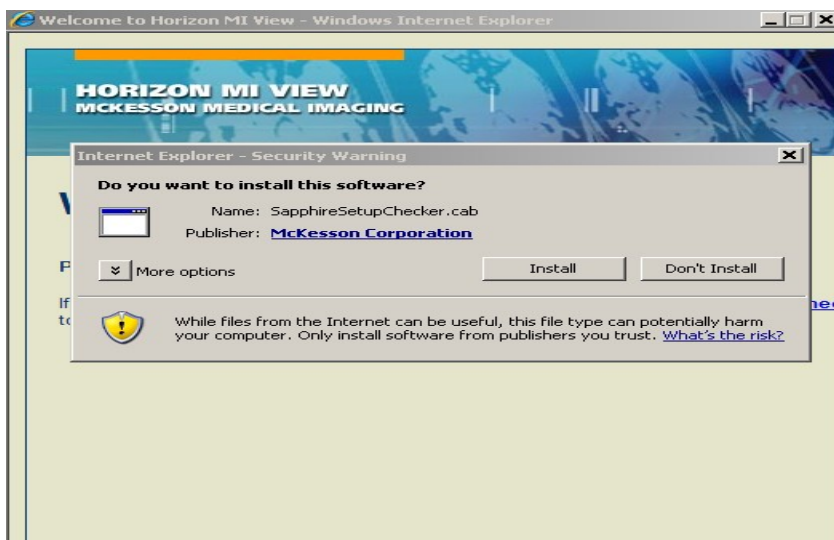 Welcome to Horizon MI View - Windows Internet Explorer
HORIZON MI VIEW
MCKESSON MEDICAL IMAGING
Internet Explorer - Security Warning
Do you want to install this software?
Name: SapphireSetupChecker.cab
Publisher: McKesson Corporation
More options
Install
Don't Install
If
While files from the Internet can be useful, this file type can potentially harm
your computer. Only install software from publishers you trust. What's the risk?